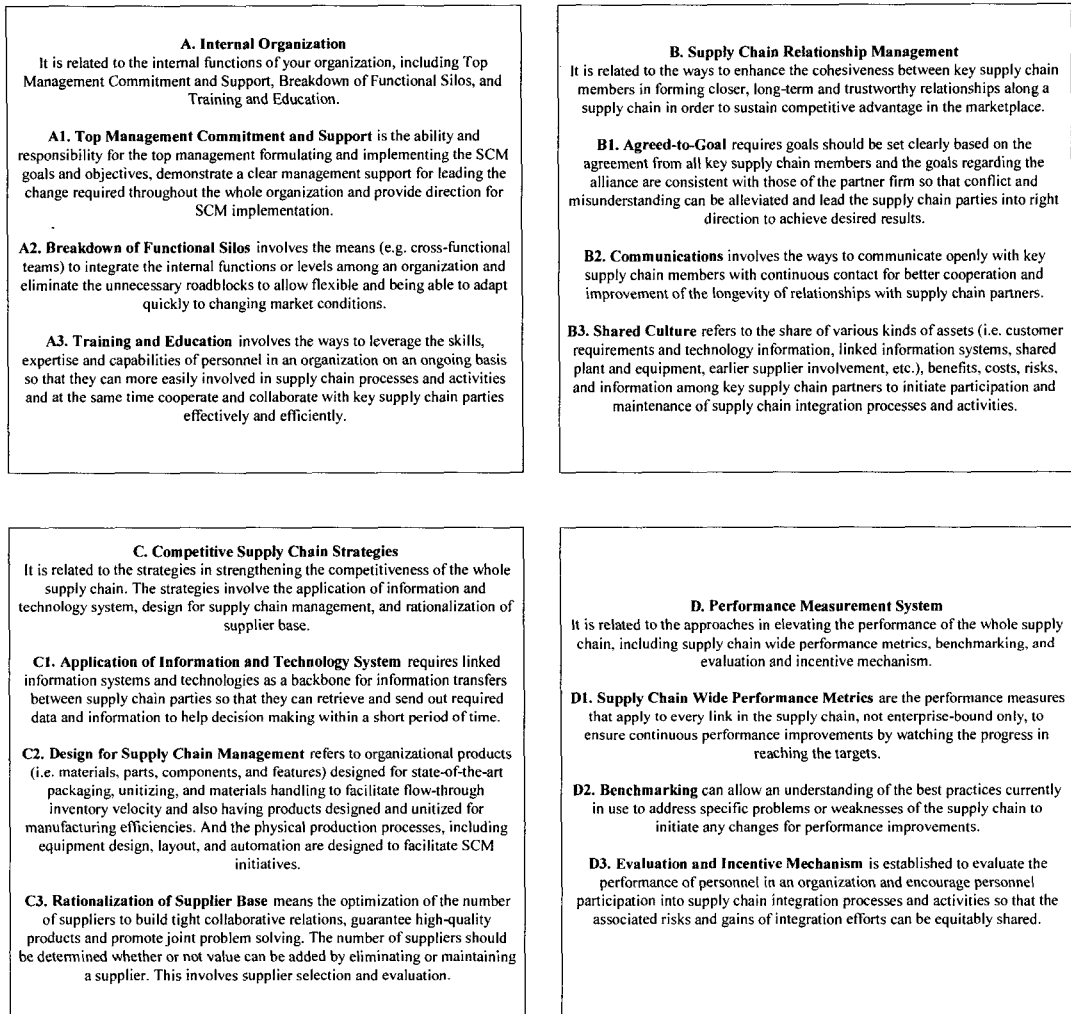 A. Internal Organization
It is related to the internal functions of your organization, including Top
Management Commitment and Support, Breakdown of Functional Silos, and
Training and Education.
A1. Top Management Commitment and Support is the ability and
responsibility for the top management formulating and implementing the SCM
goals and objectives, demonstrate a clear management support for leading the
change required throughout the whole organization and provide direction for
SCM implementation.
A2. Breakdown of Functional Silos involves the means (e.g. cross-functional
teams) to integrate the internal functions or levels among an organization and
eliminate the unnecessary roadblocks to allow flexible and being able to adapt
quickly to changing market conditions.
A3. Training and Education involves the ways to leverage the skills,
expertise and capabilities of personnel in an organization on an ongoing basis
so that they can more easily involved in supply chain processes and activities
and at the same time cooperate and collaborate with key supply chain parties
effectively and efficiently.
B. Supply Chain Relationship Management
It is related to the ways to enhance the cohesiveness between key supply chain
members in forming closer, long-term and trustworthy relationships along a
supply chain in order to sustain competitive advantage in the marketplace.
B1. Agreed-to-Goal requires goals should be set clearly based on the
agreement from all key supply chain members and the goals regarding the
alliance are consistent with those of the partner firm so that conflict and
misunderstanding can be alleviated and lead the supply chain parties into right
direction to achieve desired results.
B2. Communications involves the ways to communicate openly with key
supply chain members with continuous contact for better cooperation and
improvement of the longevity of relationships with supply chain partners.
B3. Shared Culture refers to the share of various kinds of assets (i.e. customer
requirements and technology information, linked information systems, shared
plant and equipment, earlier supplier involvement, etc.), benefits, costs, risks,
and information among key supply chain partners to initiate participation and
maintenance of supply chain integration processes and activities.
C. Competitive Supply Chain Strategies
It is related to the strategies in strengthening the competitiveness of the whole
supply chain. The strategies involve the application of information and
technology system, design for supply chain management, and rationalization of
supplier base.
C1. Application of Information and Technology System requires linked
information systems and technologies as a backbone for information transfers
between supply chain parties so that they can retrieve and send out required
data and information to help decision making within a short period of time.
C2. Design for Supply Chain Management refers to organizational products
(i.e. materials, parts, components, and features) designed for state-of-the-art
packaging, unitizing, and materials handling to facilitate flow-through
inventory velocity and also having products designed and unitized for
manufacturing efficiencies. And the physical production processes, including
equipment design, layout, and automation are designed to facilitate SCM
initiatives.
C3. Rationalization of Supplier Base means the optimization of the number
of suppliers to build tight collaborative relations, guarantee high-quality
products and promote joint problem solving. The number of suppliers should
be determined whether or not value can be added by eliminating or maintaining
a supplier. This involves supplier selection and evaluation.
D. Performance Measurement System
It is related to the approaches in elevating the performance of the whole supply
chain, including supply chain wide performance metrics, benchmarking, and
evaluation and incentive mechanism.
D1. Supply Chain Wide Performance Metrics are the performance measures
that apply to every link in the supply chain, not enterprise-bound only, to
ensure continuous performance improvements by watching the progress in
reaching the targets.
D2. Benchmarking can allow an understanding of the best practices currently
in use to address specific problems or weaknesses of the supply chain to
initiate any changes for performance improvements.
D3. Evaluation and Incentive Mechanism is established to evaluate the
performance of personnel in an organization and encourage personnel
participation into supply chain integration processes and activities so that the
associated risks and gains of integration efforts can be equitably shared.